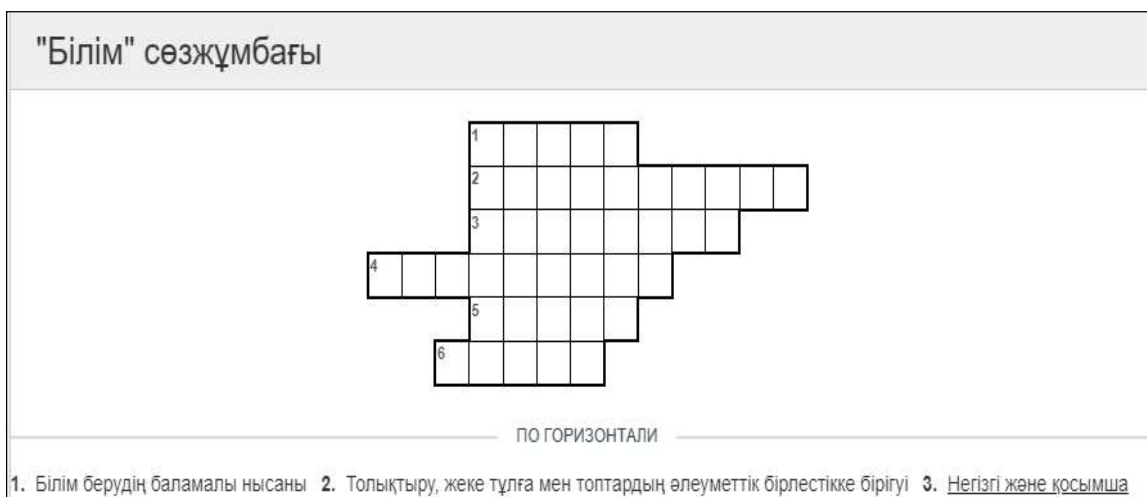 "Білім" сөзжұмбағы
1
2
3
4
5
6
ПО ГОРИЗОНТАЛИ
1. Білім берудің баламалы нысаны 2. Толықтыру, жеке тұлға мен топтардың әлеуметтік бірлестікке бірігуі 3. Негізгі және қосымша